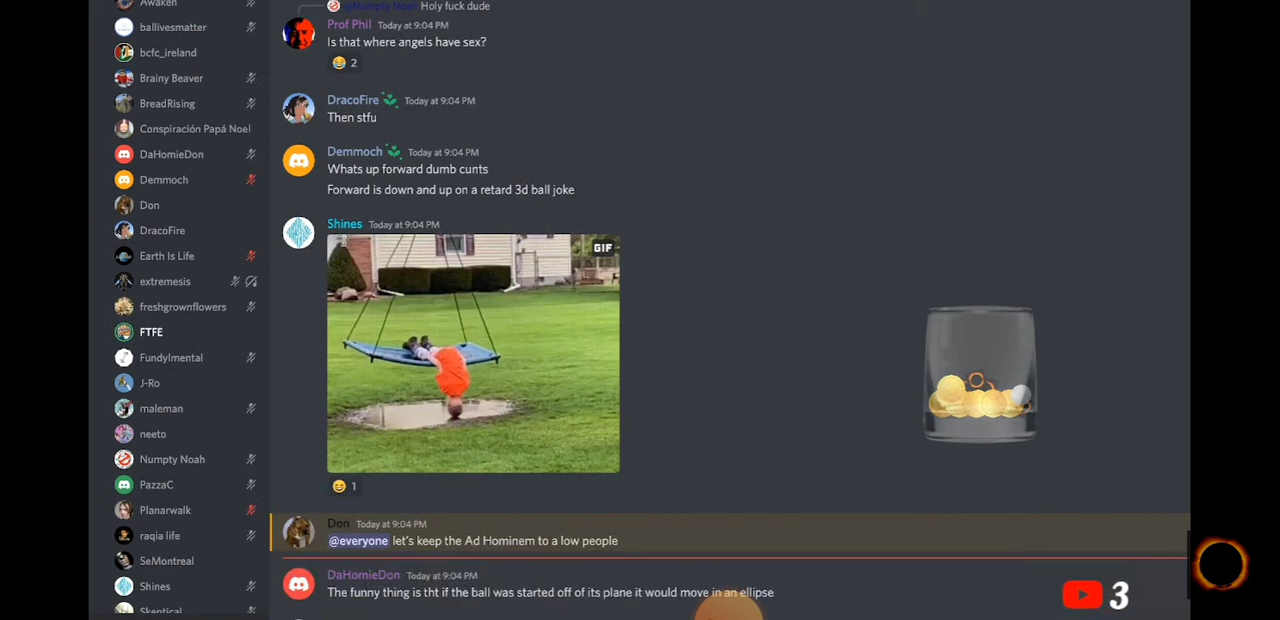 Awaken
ballivesmatter
bcfc_ireland
Brainy Beaver
BreadRising
Conspiración Papá Noel
DaHomieDon
Demmoch
Don
DracoFire
Earth Is Life
extremesis
freshgrownflowers
FTFE
FundyImental
J-Ro
maleman
neeto
Numpty Noah
PazzaC
Planarwalk
raqia life
SeMontreal
Shines
Skeptical
@Numpty Noah Holy fuck dude
Prof Phil Today at 9:04 PM
Is that where angels have sex?
2
DracoFire Today at 9:04 PM
Then stfu
Demmoch Today at 9:04 PM
Whats up forward dumb cunts
Forward is down and up on a retard 3d ball joke
Shines Today at 9:04 PM
GIF
1
Don Today at 9:04 PM
@everyone let's keep the Ad Hominem to a low people
DaHomieDon Today at 9:04 PM
The funny thing is tht if the ball was started off of its plane it would move in an ellipse
3